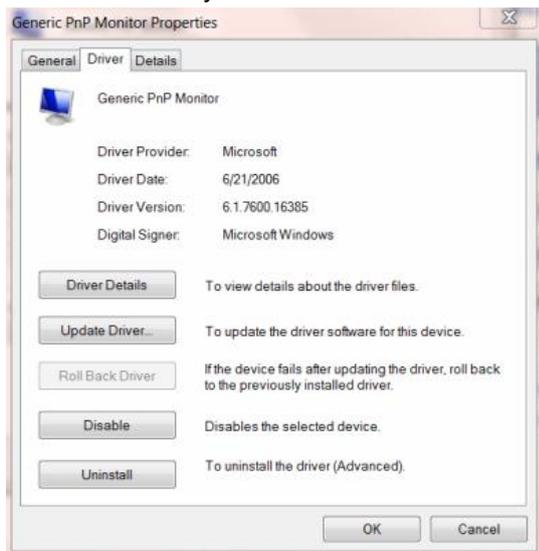 Generic PnP Monitor Properties
General Driver Details
Generic PnP Monitor
Driver Provider: Microsoft
Driver Date: 6/21/2006
Driver Version: 6.1.7600.16385
Digital Signer: Microsoft Windows
Driver Details To view details about the driver files.
Update Driver... To update the driver software for this device.
Roll Back Driver If the device fails after updating the driver, roll back
to the previously installed driver.
Disable Disables the selected device.
Uninstall To uninstall the driver (Advanced).
OK Cancel